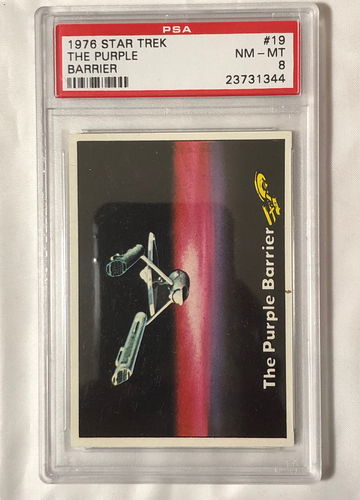 PSA
1976 STAR TREK #19
THE PURPLE NM - MT
BARRIER 8
23731344
The Purple Barrier